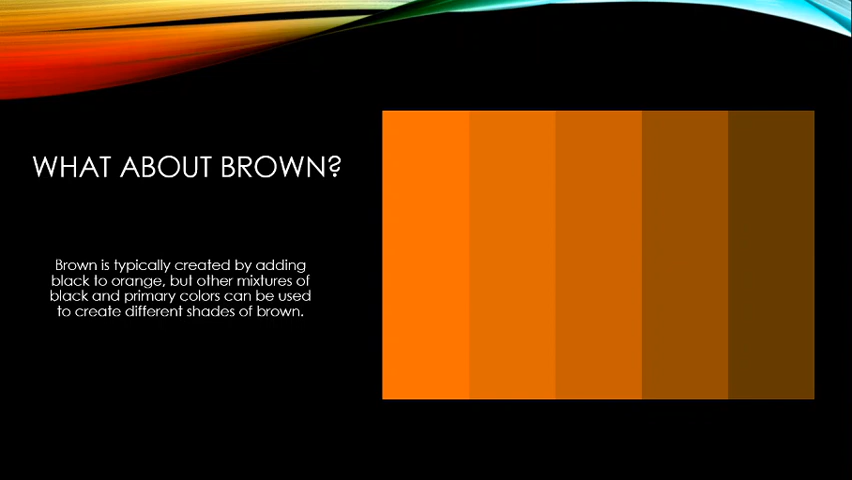 WHAT ABOUT BROWN?
Brown is typically created by adding
black to orange, but other mixtures of
black and primary colors can be used
to create different shades of brown.